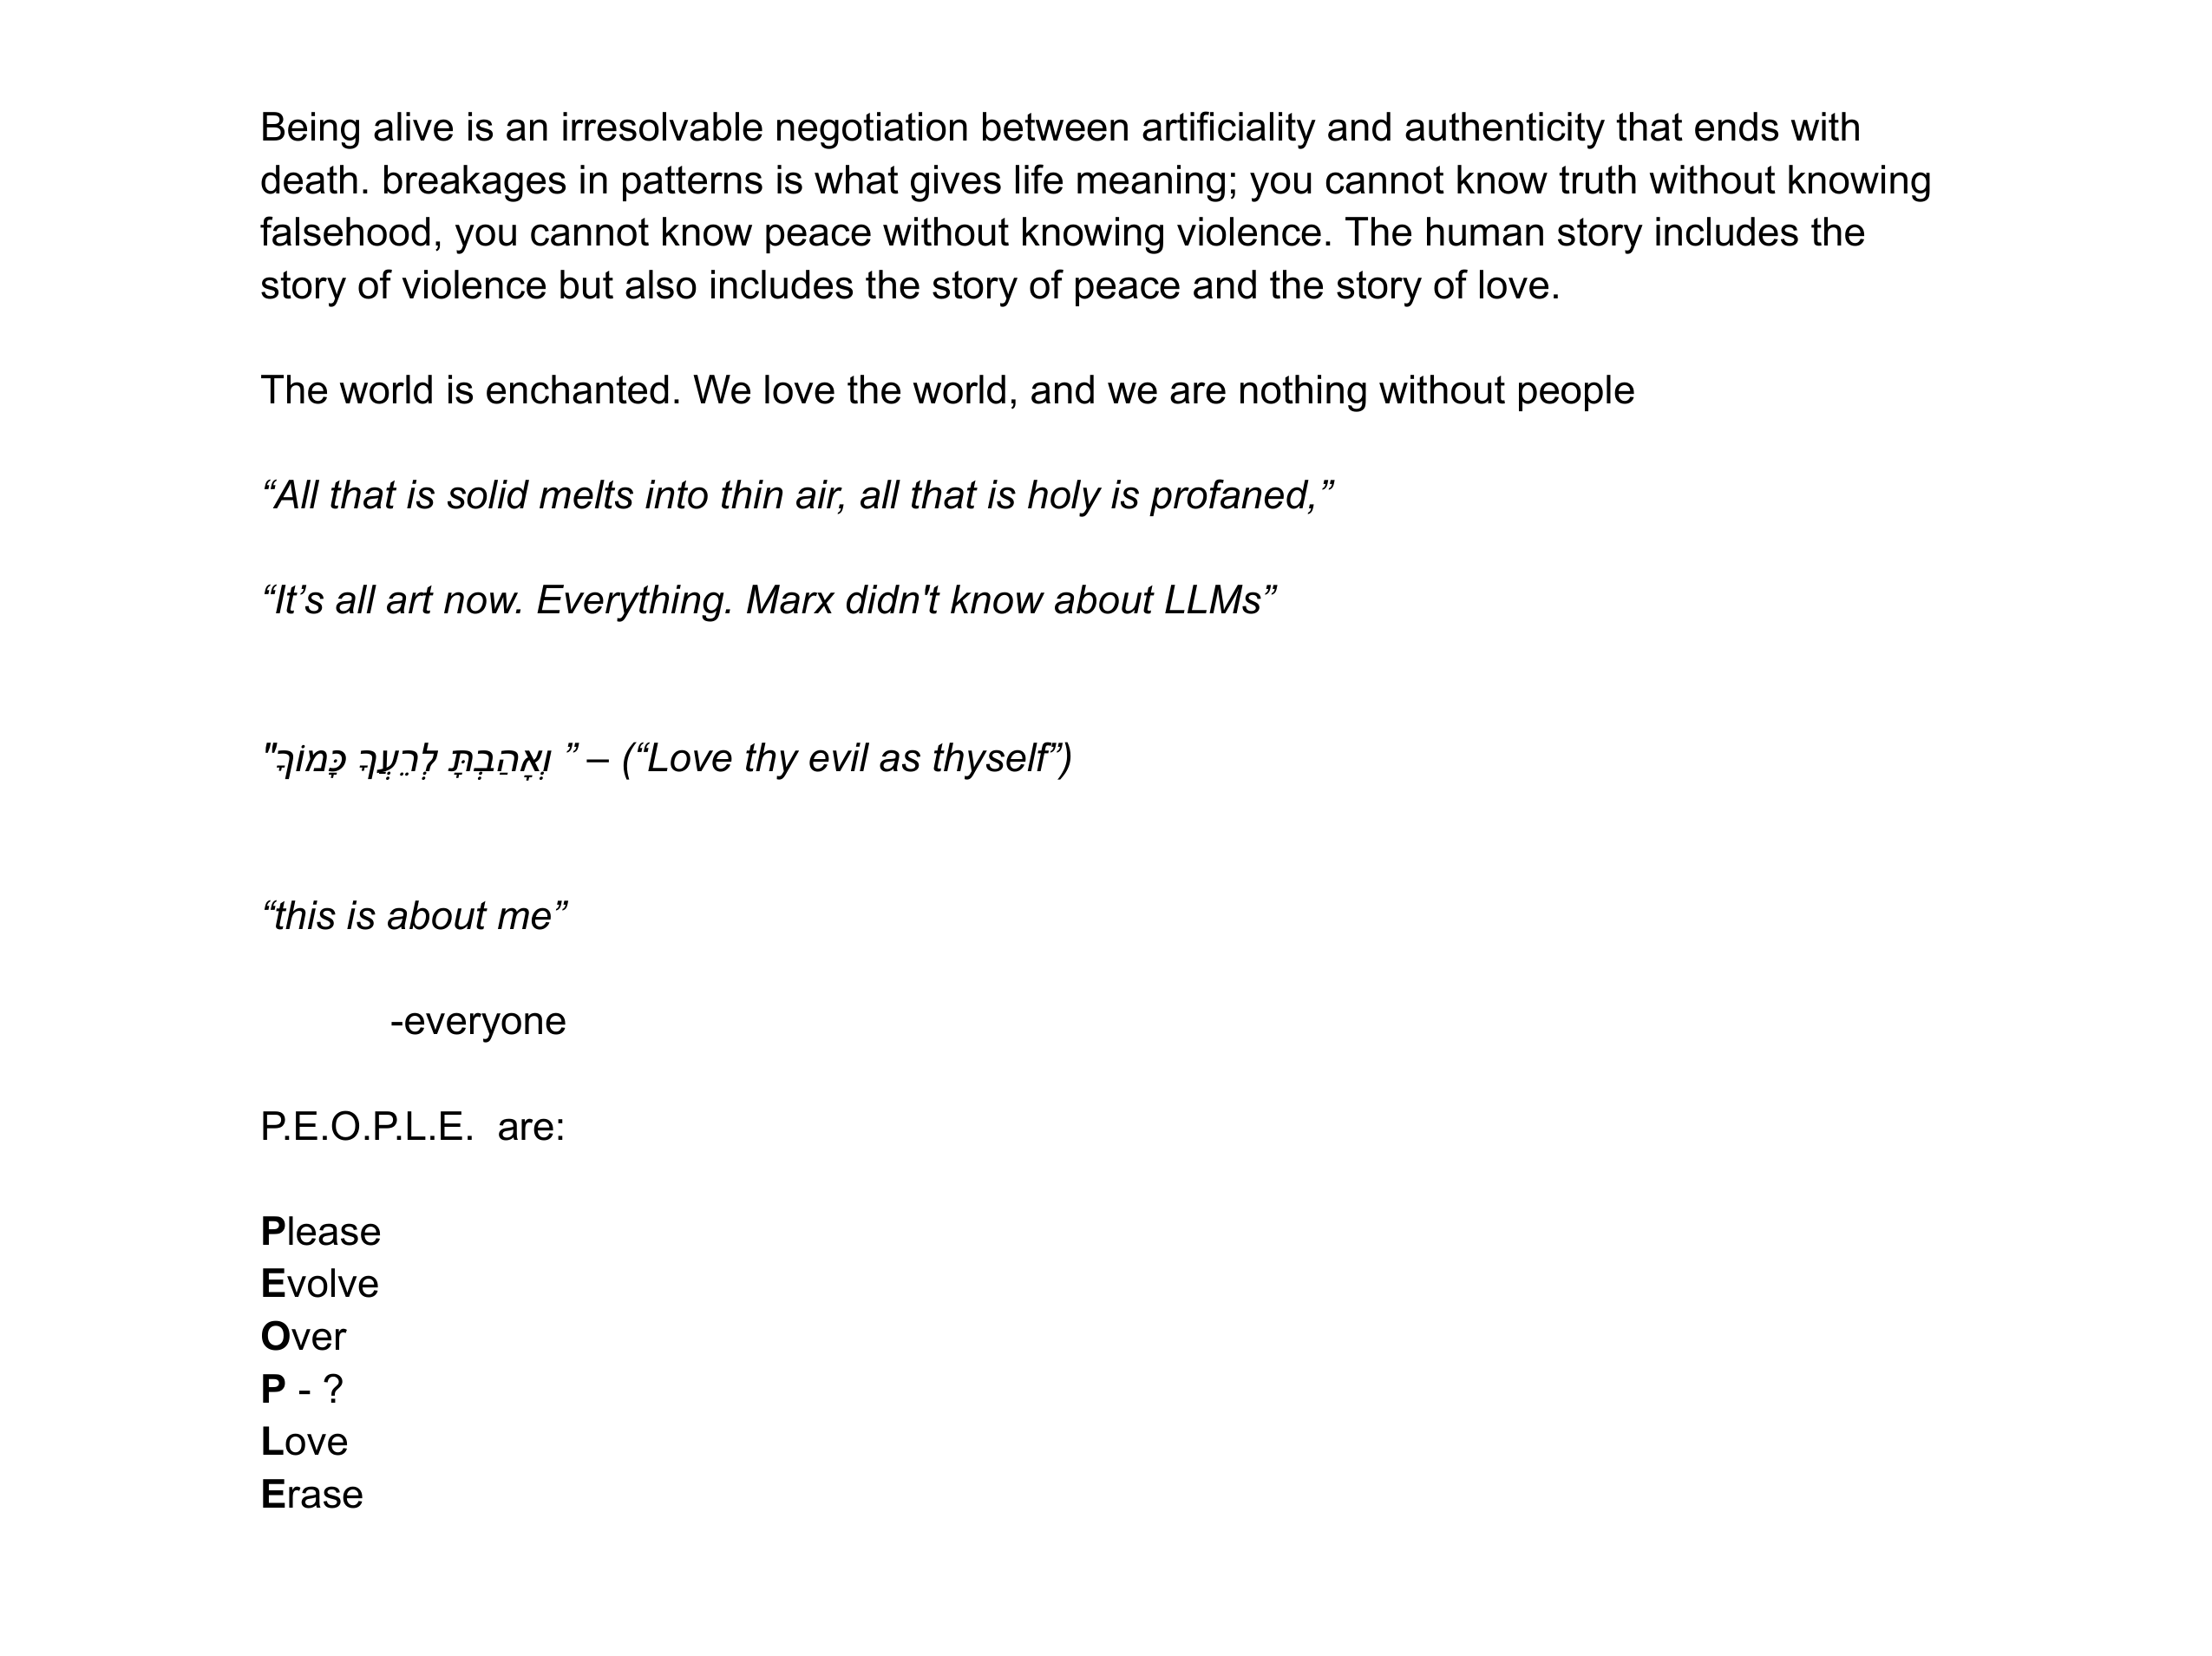 Being alive is an irresolvable negotiation between artificiality and authenticity that ends with
death. breakages in patterns is what gives life meaning; you cannot know truth without knowing
falsehood, you cannot know peace without knowing violence. The human story includes the
story of violence but also includes the story of peace and the story of love.
The world is enchanted. We love the world, and we are nothing without people
“All that is solid melts into thin air, all that is holy is profaned,”
“It’s all art now. Everything. Marx didn't know about LLMs”
"וְאָהַבְתָּ לְרֵעֲךָ כָּמוֹךָ ” – (“Love thy evil as thyself”)
“this is about me”
-everyone
P.E.O.P.L.E. are:
Please
Evolve
Over
P - ?
Love
Erase